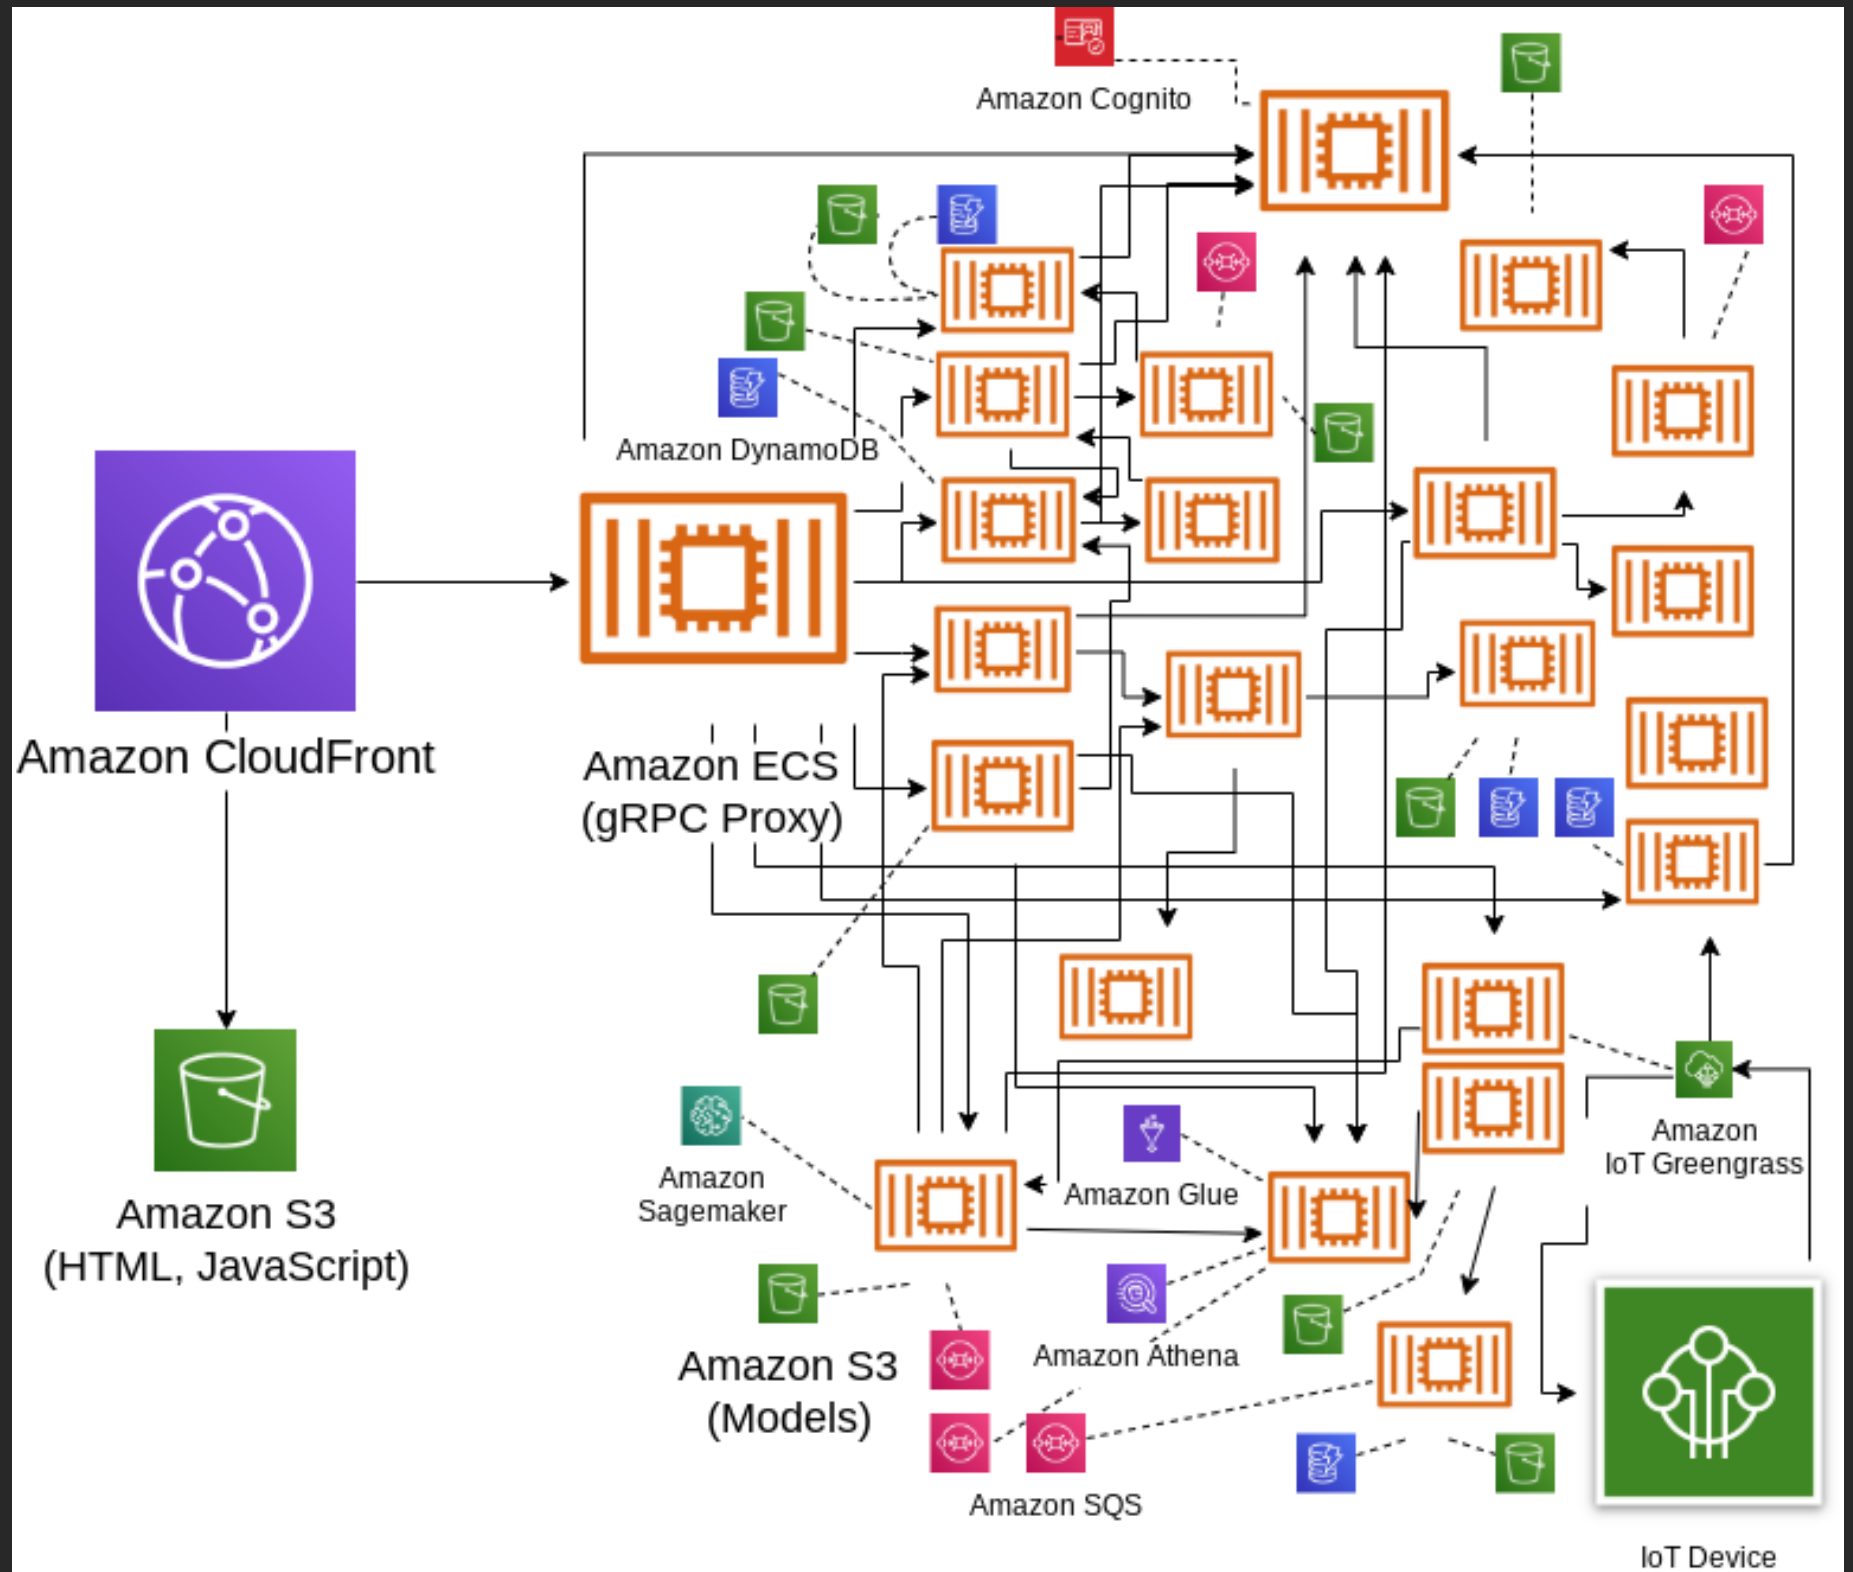 Amazon Cognito
Amazon DynamoDB
Amazon CloudFront
Amazon ECS
(gRPC Proxy)
Amazon
IoT Greengrass
Amazon
Sagemaker
Amazon Glue
Amazon S3
(HTML, JavaScript)
Amazon Athena
Amazon S3
(Models)
Amazon SQS
IoT Device